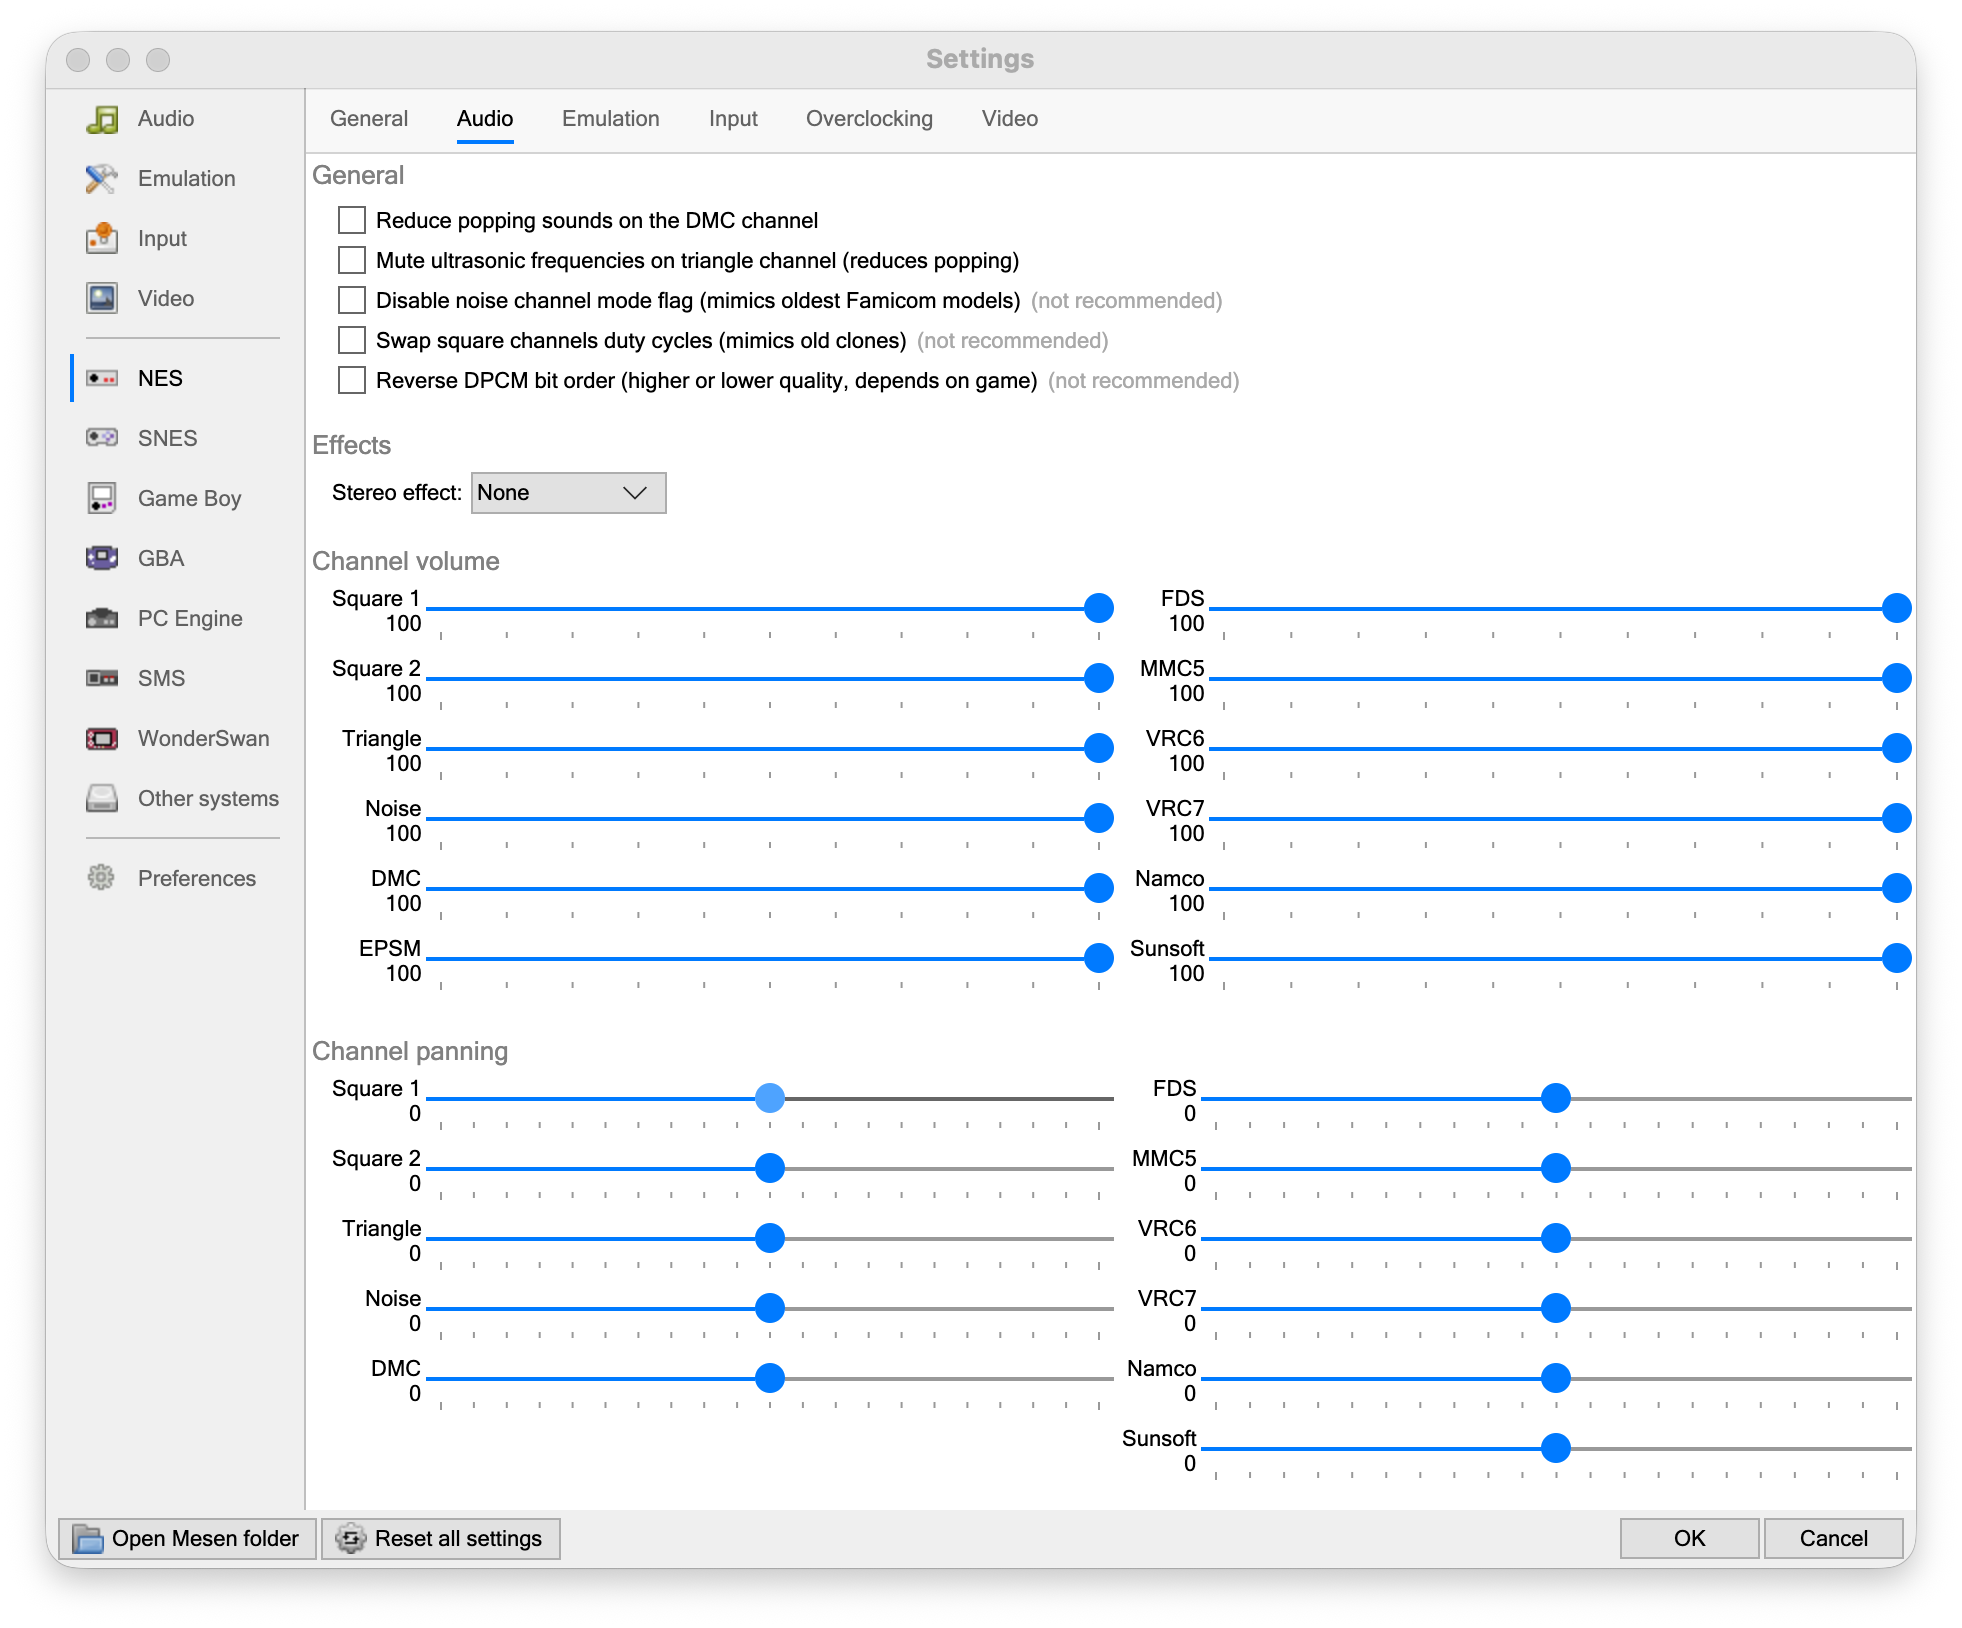 Settings
Audio
Emulation
Input
Video
NES
SNES
Game Boy
GBA
PC Engine
SMS
WonderSwan
Other systems
Preferences
General Audio Emulation Input Overclocking Video
General
Reduce popping sounds on the DMC channel
Mute ultrasonic frequencies on triangle channel (reduces popping)
Disable noise channel mode flag (mimics oldest Famicom models) (not recommended)
Swap square channels duty cycles (mimics old clones) (not recommended)
Reverse DPCM bit order (higher or lower quality, depends on game) (not recommended)
Effects
Stereo effect: None
Channel volume
Square 1
100
Square 2
100
Triangle
100
Noise
100
DMC
100
EPSM
100
FDS
100
MMC5
100
VRC6
100
VRC7
100
Namco
100
Sunsoft
100
Channel panning
Square 1
0
Square 2
0
Triangle
0
Noise
0
DMC
0
FDS
0
MMC5
0
VRC6
0
VRC7
0
Namco
0
Sunsoft
0
Open Mesen folder
Reset all settings
OK
Cancel